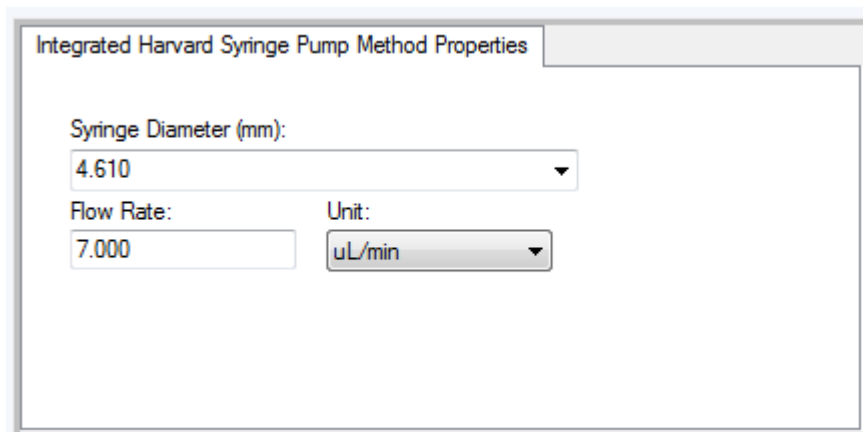 Integrated Harvard Syringe Pump Method Properties
Syringe Diameter (mm):
4.610
Flow Rate: Unit:
7.000 uL/min